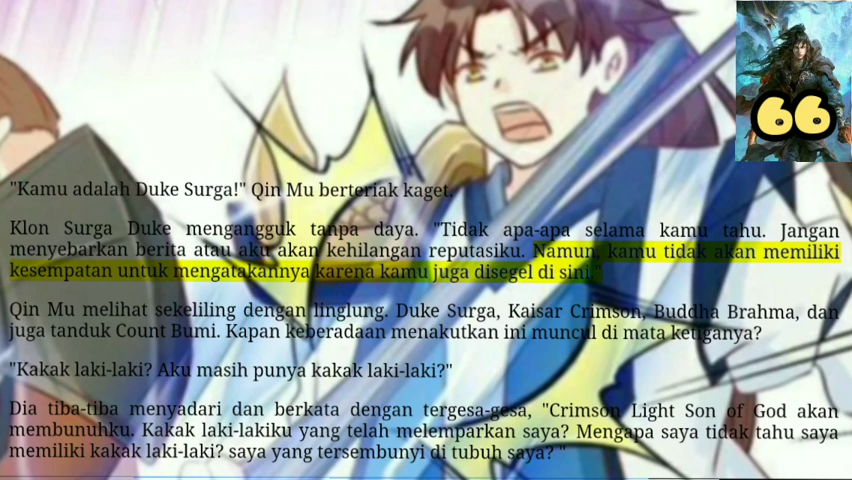 66
"Kamu adalah Duke Surga!" Qin Mu berteriak kaget.
Klon Surga Duke mengangguk tanpa daya. "Tidak apa-apa selama kamu tahu. Jangan
menyebarkan berita atau aku akan kehilangan reputasiku. Namun, kamu tidak akan memiliki
kesempatan untuk mengatakannya karena kamu juga disegel di sini."
Qin Mu melihat sekeliling dengan linglung. Duke Surga, Kaisar Crimson, Buddha Brahma, dan
juga tanduk Count Bumi. Kapan keberadaan menakutkan ini muncul di mata ketiganya?
"Kakak laki-laki? Aku masih punya kakak laki-laki?"
Dia tiba-tiba menyadari dan berkata dengan tergesa-gesa, "Crimson Light Son of God akan
membunuhku. Kakak laki-lakiku yang telah melemparkan saya? Mengapa saya tidak tahu saya
memiliki kakak laki-laki? saya yang tersembunyi di tubuh saya? "